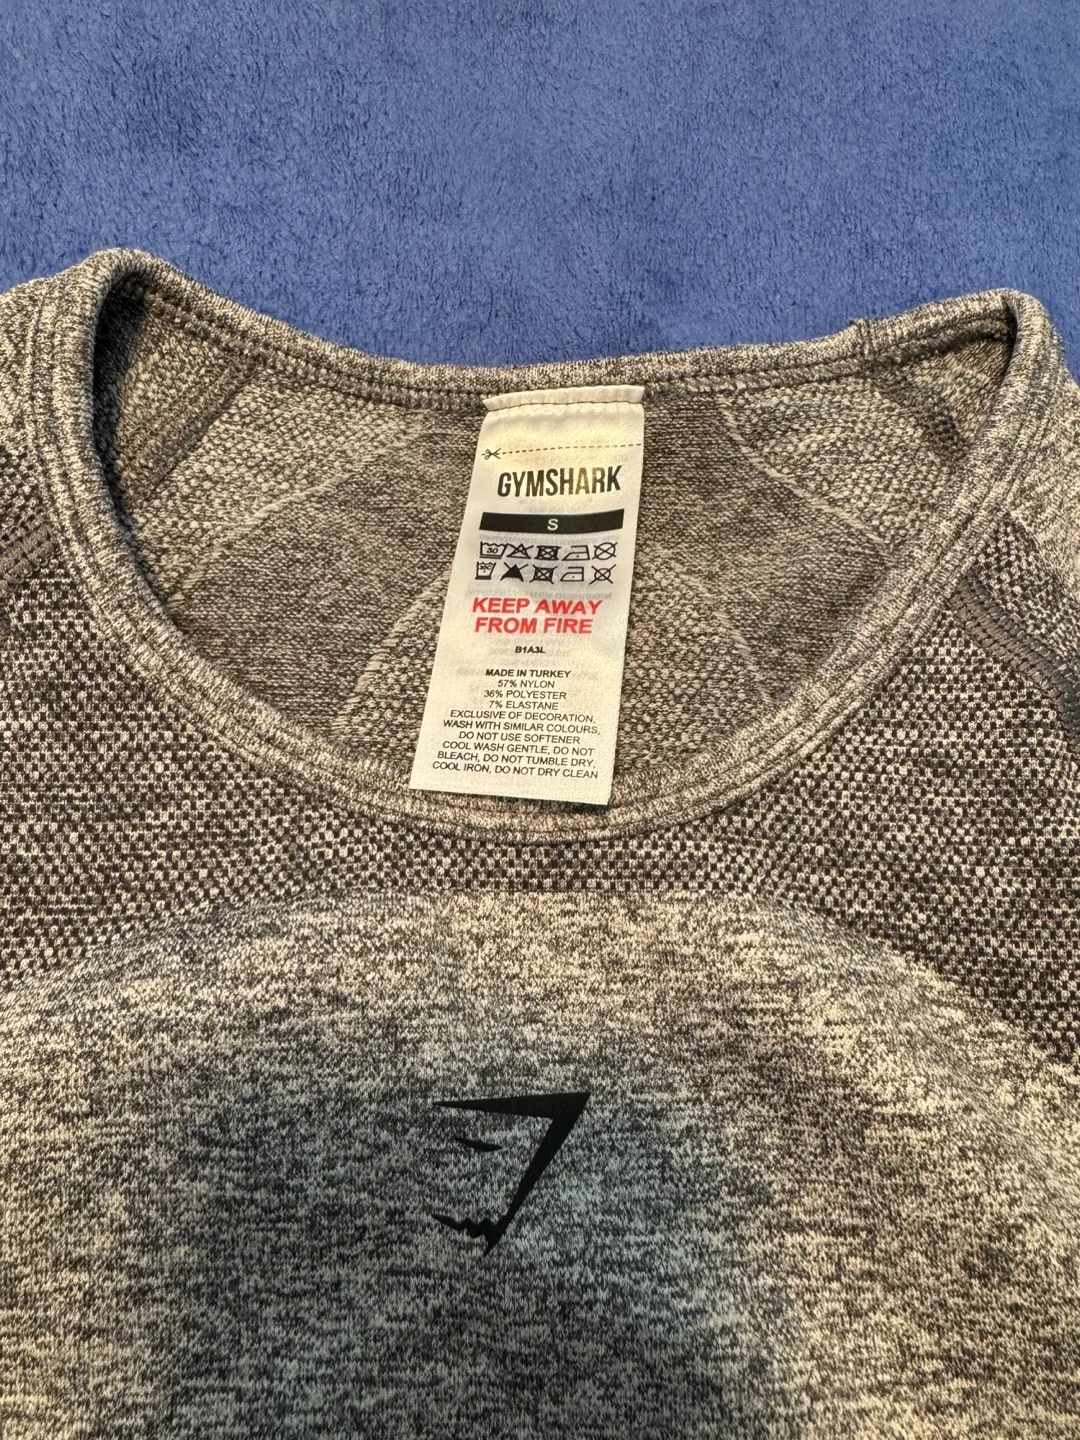 GYMSHARK
S
30
KEEP AWAY
FROM FIRE
B1A3L
MADE IN TURKEY
57% NYLON
36% POLYESTER
7% ELASTANE
EXCLUSIVE OF DECORATION,
WASH WITH SIMILAR COLOURS,
DO NOT USE SOFTENER
COOL WASH GENTLE, DO NOT
BLEACH, DO NOT TUMBLE DRY,
COOL IRON, DO NOT DRY CLEAN